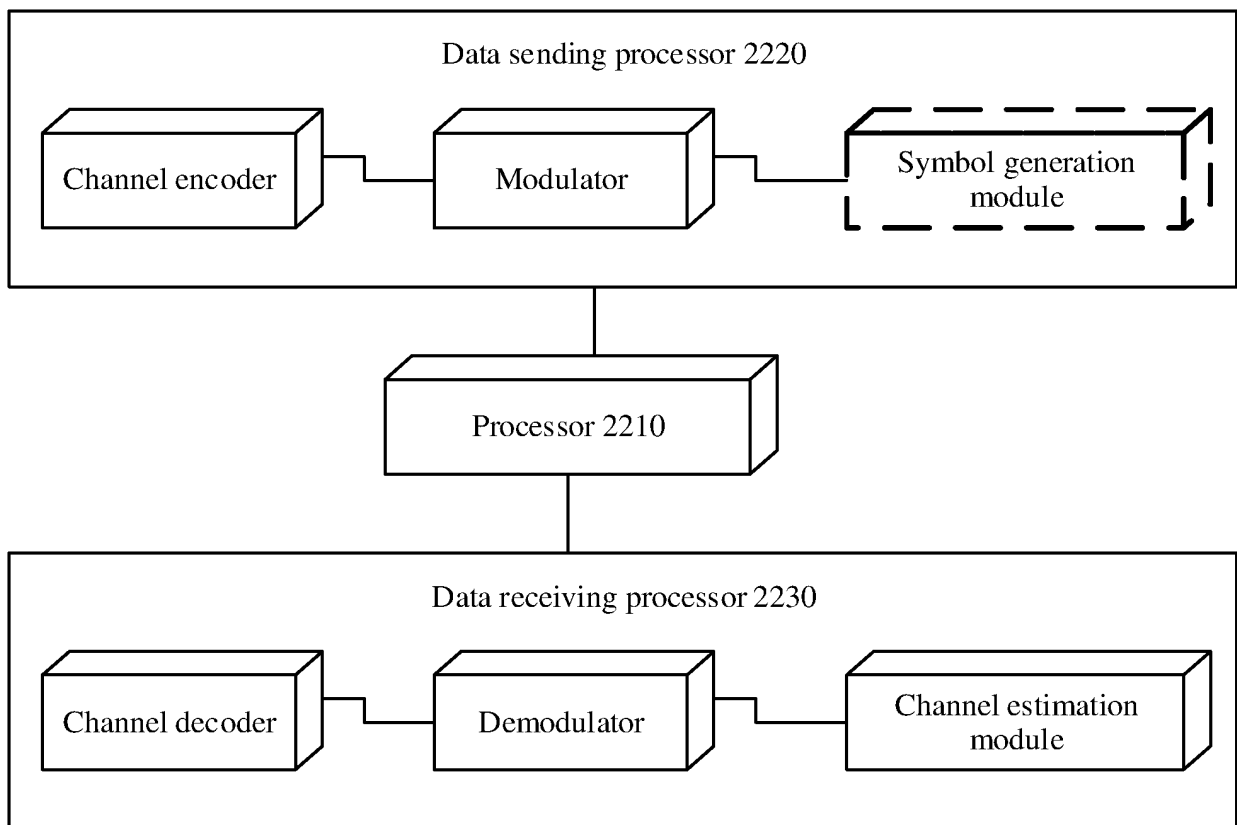 Data sending processor 2220
Channel encoder
Modulator
Symbol generation
module
Processor 2210
Data receiving processor 2230
Channel decoder
Demodulator
Channel estimation
module